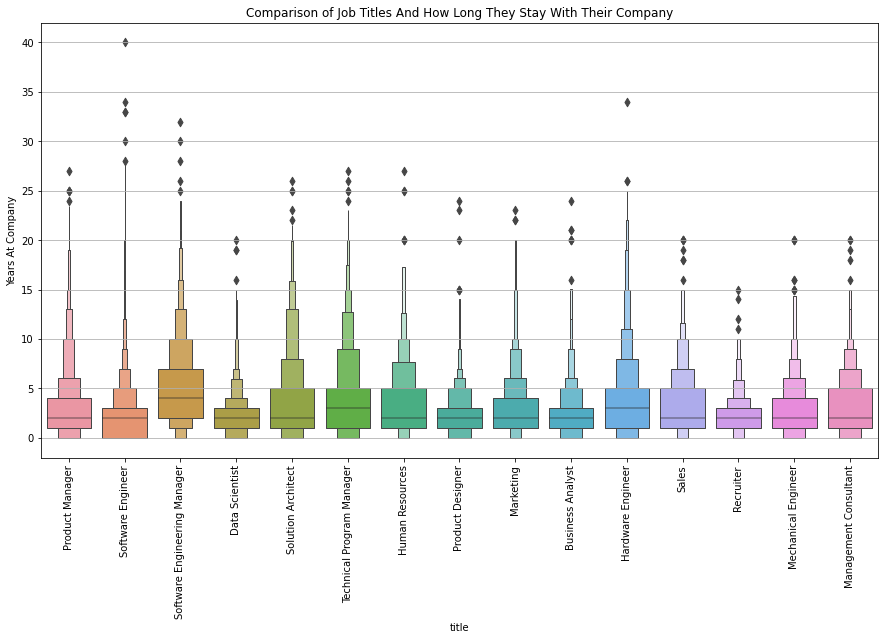 Comparison of Job Titles And How Long They Stay With Their Company
Years At Company
40
35
30
25
20
15
10
5
0
Product Manager
Software Engineer
Software Engineering Manager
Data Scientist
Solution Architect
Technical Program Manager
Human Resources
Product Designer
Marketing
Business Analyst
Hardware Engineer
Sales
Recruiter
Mechanical Engineer
Management Consultant
title